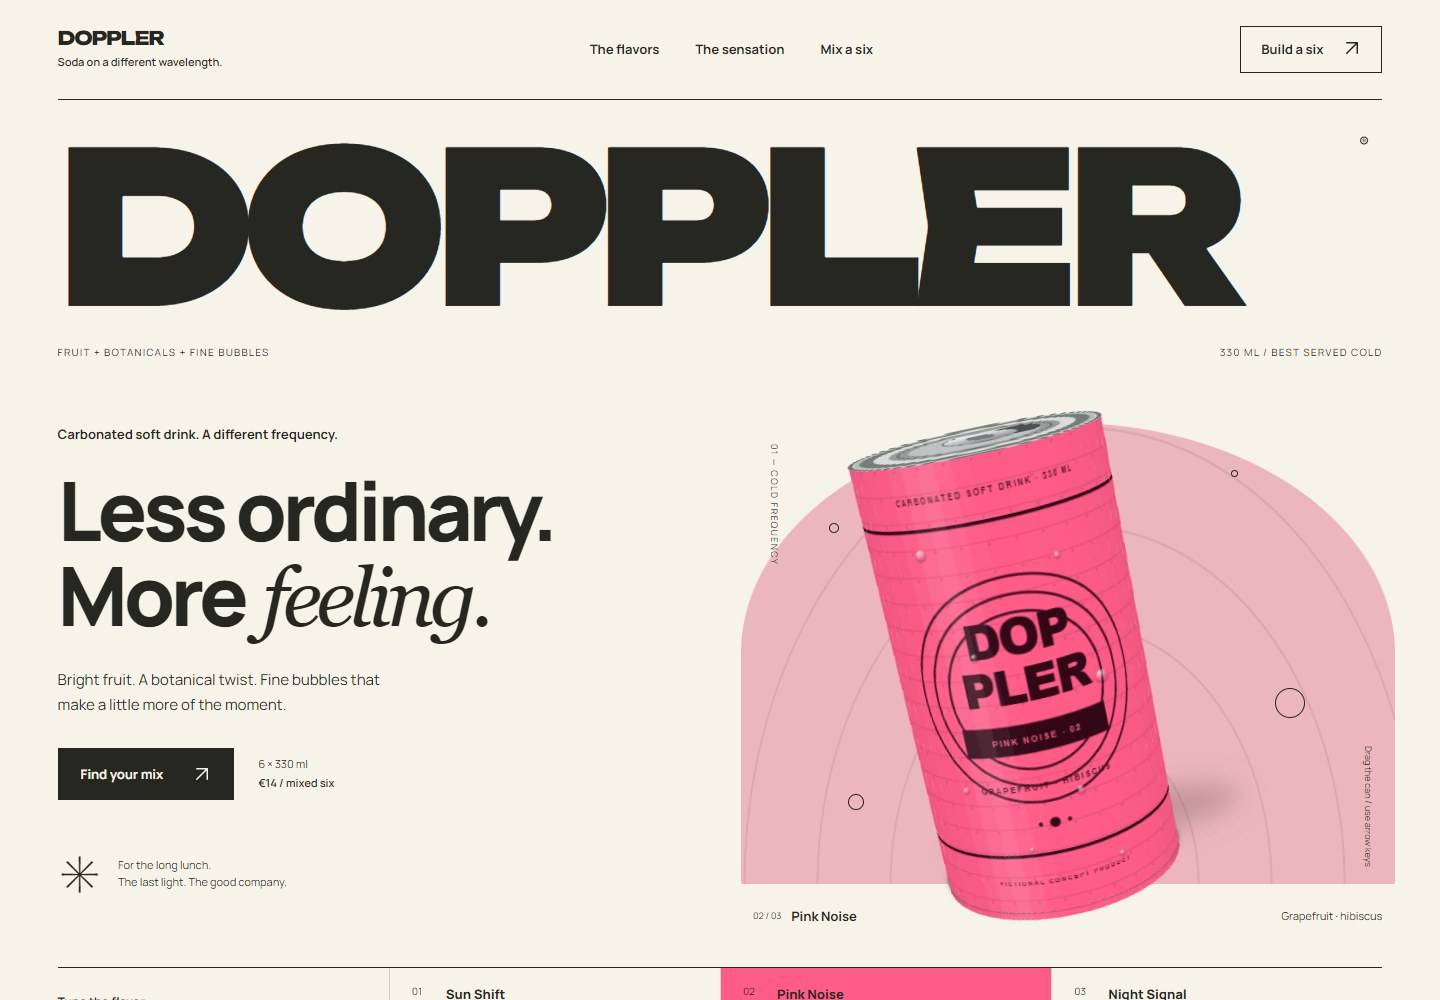 DOPPLER
Soda on a different wavelength.
The flavors
The sensation
Mix a six
Build a six
DOPPLER
FRUIT + BOTANICALS + FINE BUBBLES
330 ML / BEST SERVED COLD
Carbonated soft drink. A different frequency.
Less ordinary.
More feeling.
Bright fruit. A botanical twist. Fine bubbles that
make a little more of the moment.
Find your mix
6 × 330 ml
€14 / mixed six
For the long lunch.
The last light. The good company.
01 — COLD FREQUENCY
CARBONATED SOFT DRINK · 330 ML
DOP
PLER
PINK NOISE · 02
GRAPEFRUIT · HIBISCUS
FICTIONAL CONCEPT PRODUCT
Drag the can / use arrow keys
02 / 03 Pink Noise
Grapefruit · hibiscus
01 Sun Shift
02 Pink Noise
03 Night Signal